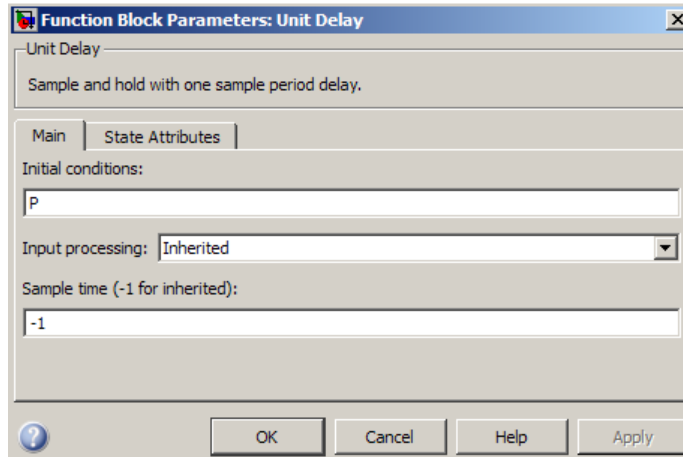 Function Block Parameters: Unit Delay
Unit Delay
Sample and hold with one sample period delay.
Main State Attributes
Initial conditions:
P
Input processing: Inherited
Sample time (-1 for inherited):
-1
OK Cancel Help Apply